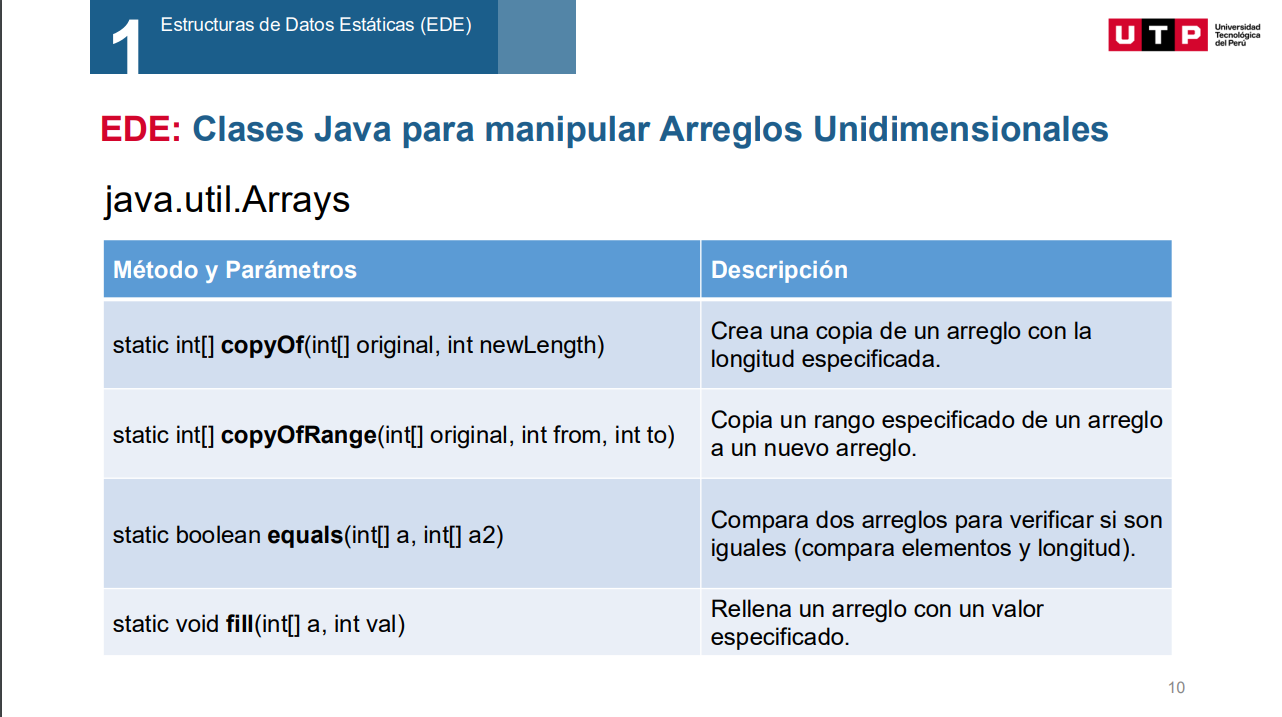 1
Estructuras de Datos Estáticas (EDE)
UTP
Universidad
Tecnológica
del Perú
EDE: Clases Java para manipular Arreglos Unidimensionales
java.util.Arrays
Método y Parámetros
Descripción
static int[] copyOf(int[] original, int newLength)
Crea una copia de un arreglo con la
longitud especificada.
static int[] copyOfRange(int[] original, int from, int to)
Copia un rango especificado de un arreglo
a un nuevo arreglo.
static boolean equals(int[] a, int[] a2)
Compara dos arreglos para verificar si son
iguales (compara elementos y longitud).
static void fill(int[] a, int val)
Rellena un arreglo con un valor
especificado.
10